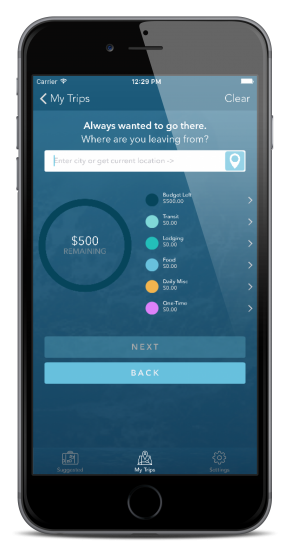 Carrier 12:29 PM
My Trips Clear
Always wanted to go there.
Where are you leaving from?
Enter city or get current location ->
Budget Left
$500.00
Transit
$0.00
$500
REMAINING
Lodging
$0.00
Food
$0.00
Daily Misc
$0.00
One-Time
$0.00
NEXT
BACK
Suggested My Trips Settings